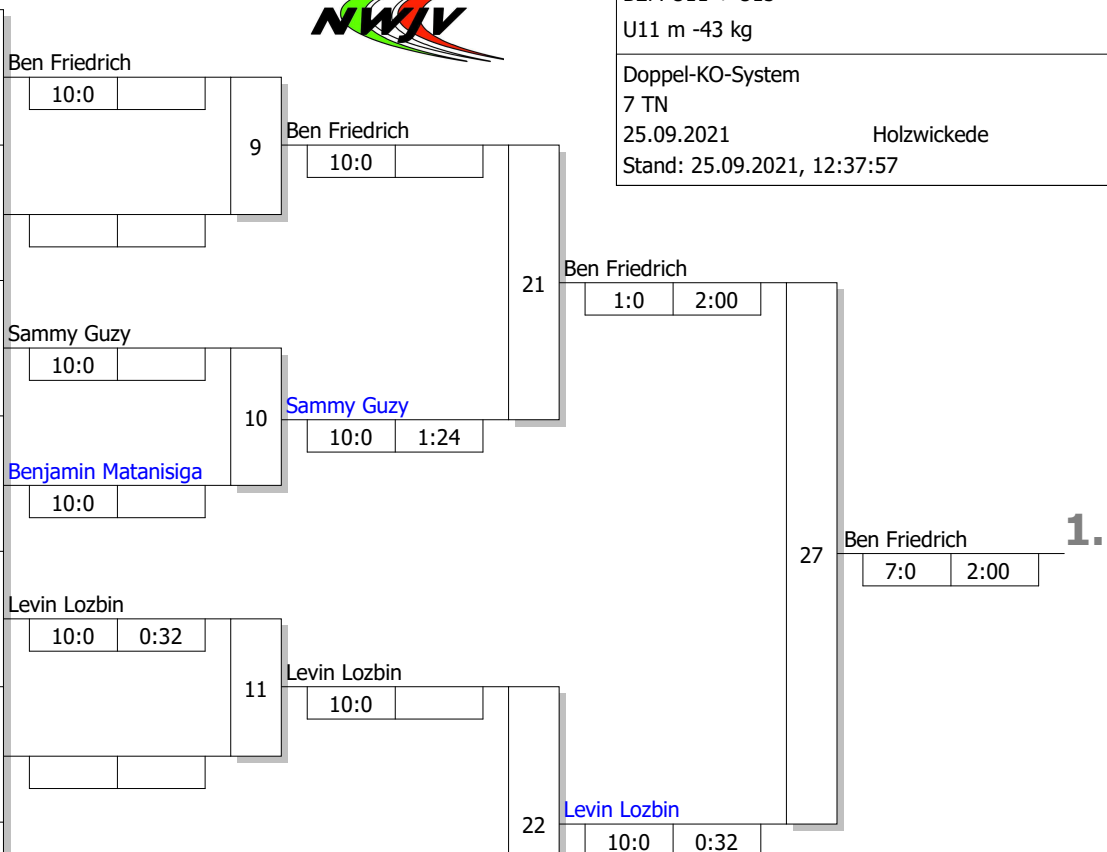 NWJV
U11 m -43 kg
Doppel-KO-System
7 TN
25.09.2021 Holzwickede
Stand: 25.09.2021, 12:37:57
Ben Friedrich
10:0
9
Ben Friedrich
10:0
21
Ben Friedrich
1:0 2:00
Sammy Guzy
10:0
10
Sammy Guzy
10:0 1:24
Benjamin Matanisiga
10:0
27
Ben Friedrich
7:0 2:00
1.
Levin Lozbin
10:0 0:32
11
Levin Lozbin
10:0
22
Levin Lozbin
10:0 0:32